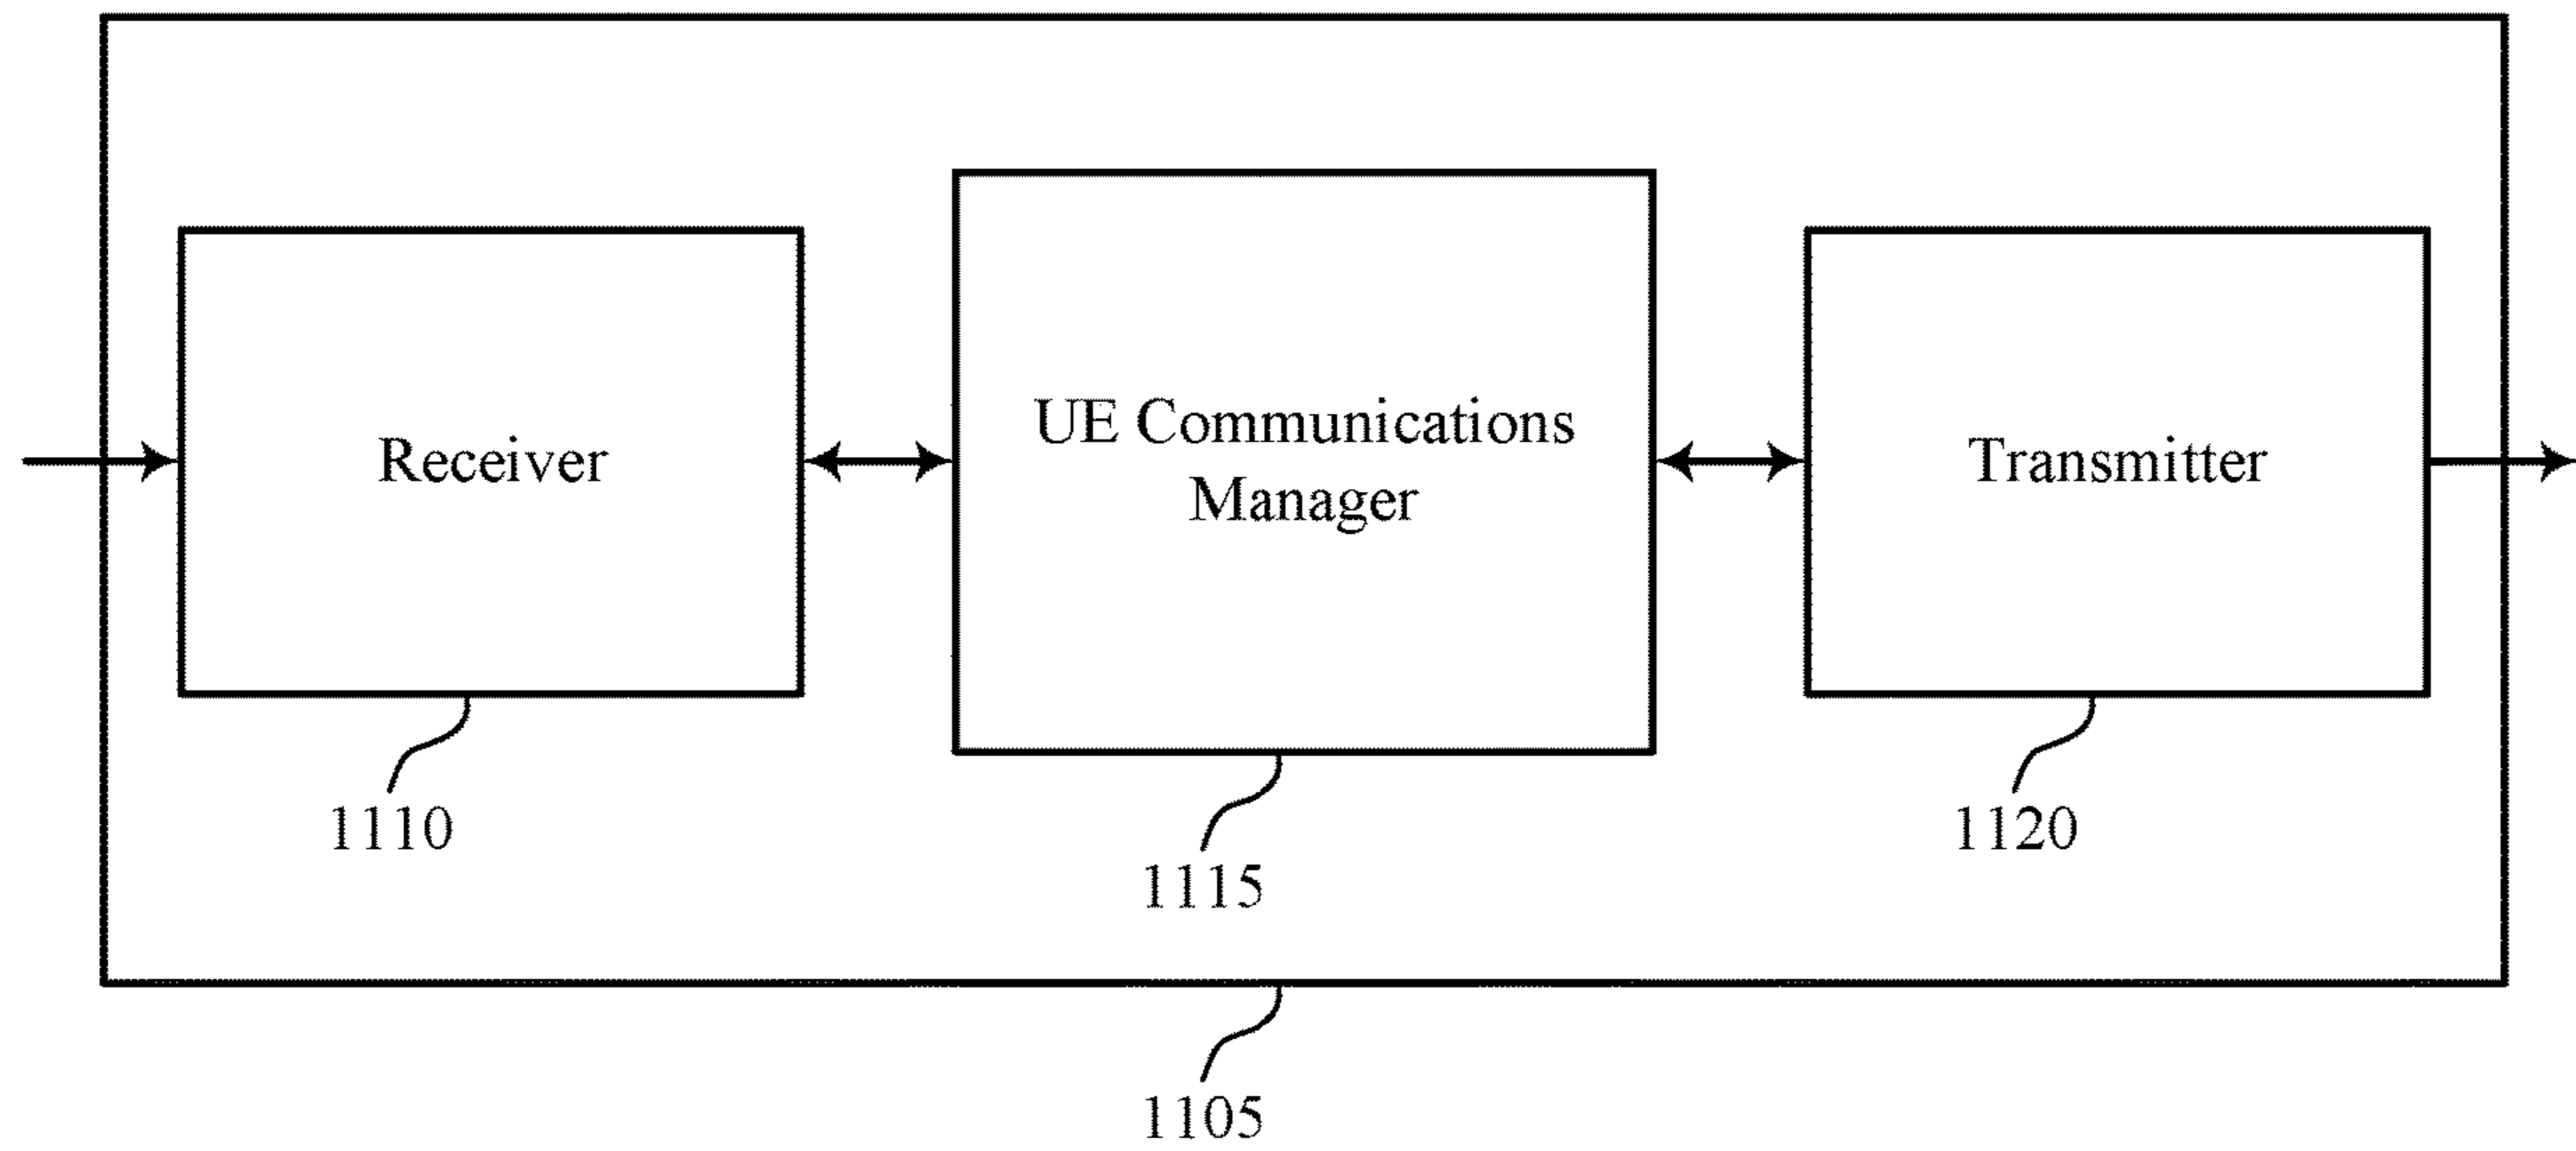 Receiver
UE Communications
Manager
Transmitter
1110
1115
1120
1105